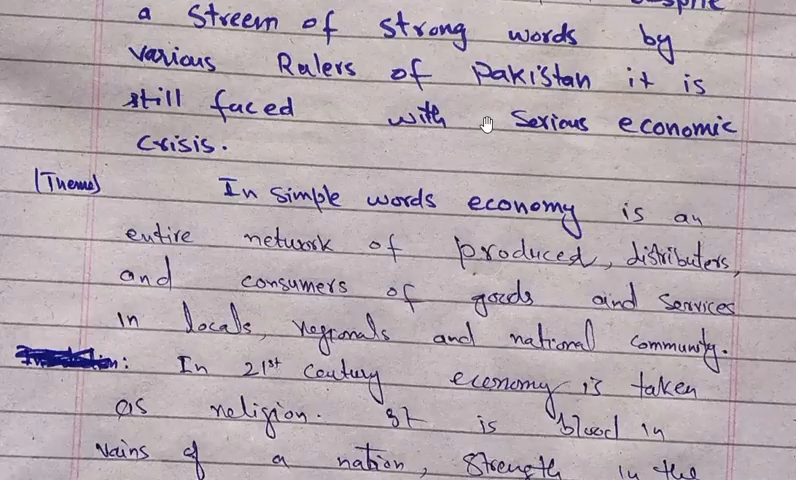 a streem of strong words by
various Rulers of Pakistan it is
still faced with serious economic
crisis.
(Theme) In simple words economy is an
entire network of produced, distributers,
and consumers of goods and services
in locals, regionals and national community.
: In 21st century economy is taken
as religion. It is blood in
vains of a nation, strength in the